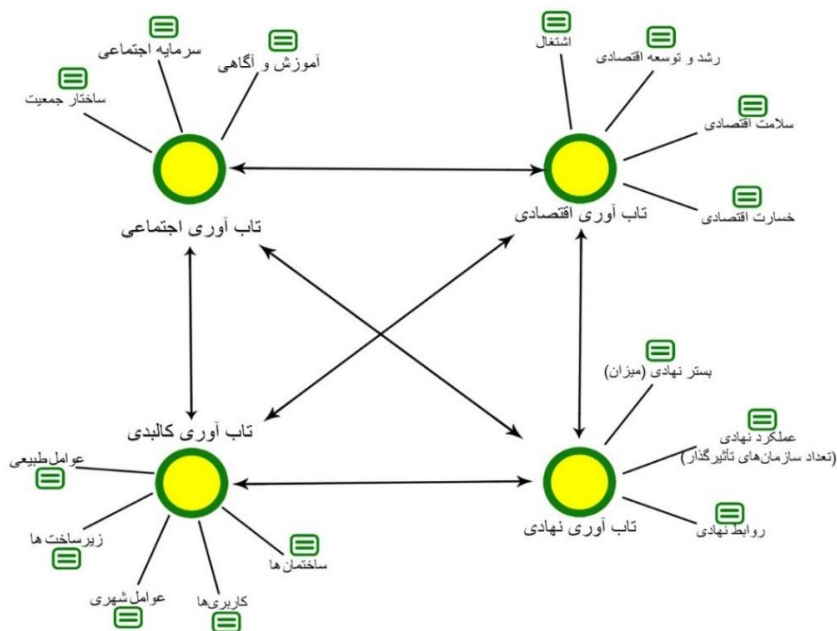 آموزش و آگاهی
سرمایه اجتماعی
ساختار جمعیت
تاب آوری اجتماعی
اشتغال
رشد و توسعه اقتصادی
سلامت اقتصادی
خسارت اقتصادی
تاب آوری اقتصادی
تاب آوری کالبدی
عوامل طبیعی
زیرساخت ها
عوامل شهری
کاربری‌ها
ساختمان ها
بستر نهادی (میزان)
عملکرد نهادی
(تعداد سازمان‌های تأثیرگذار)
روابط نهادی
تاب آوری نهادی